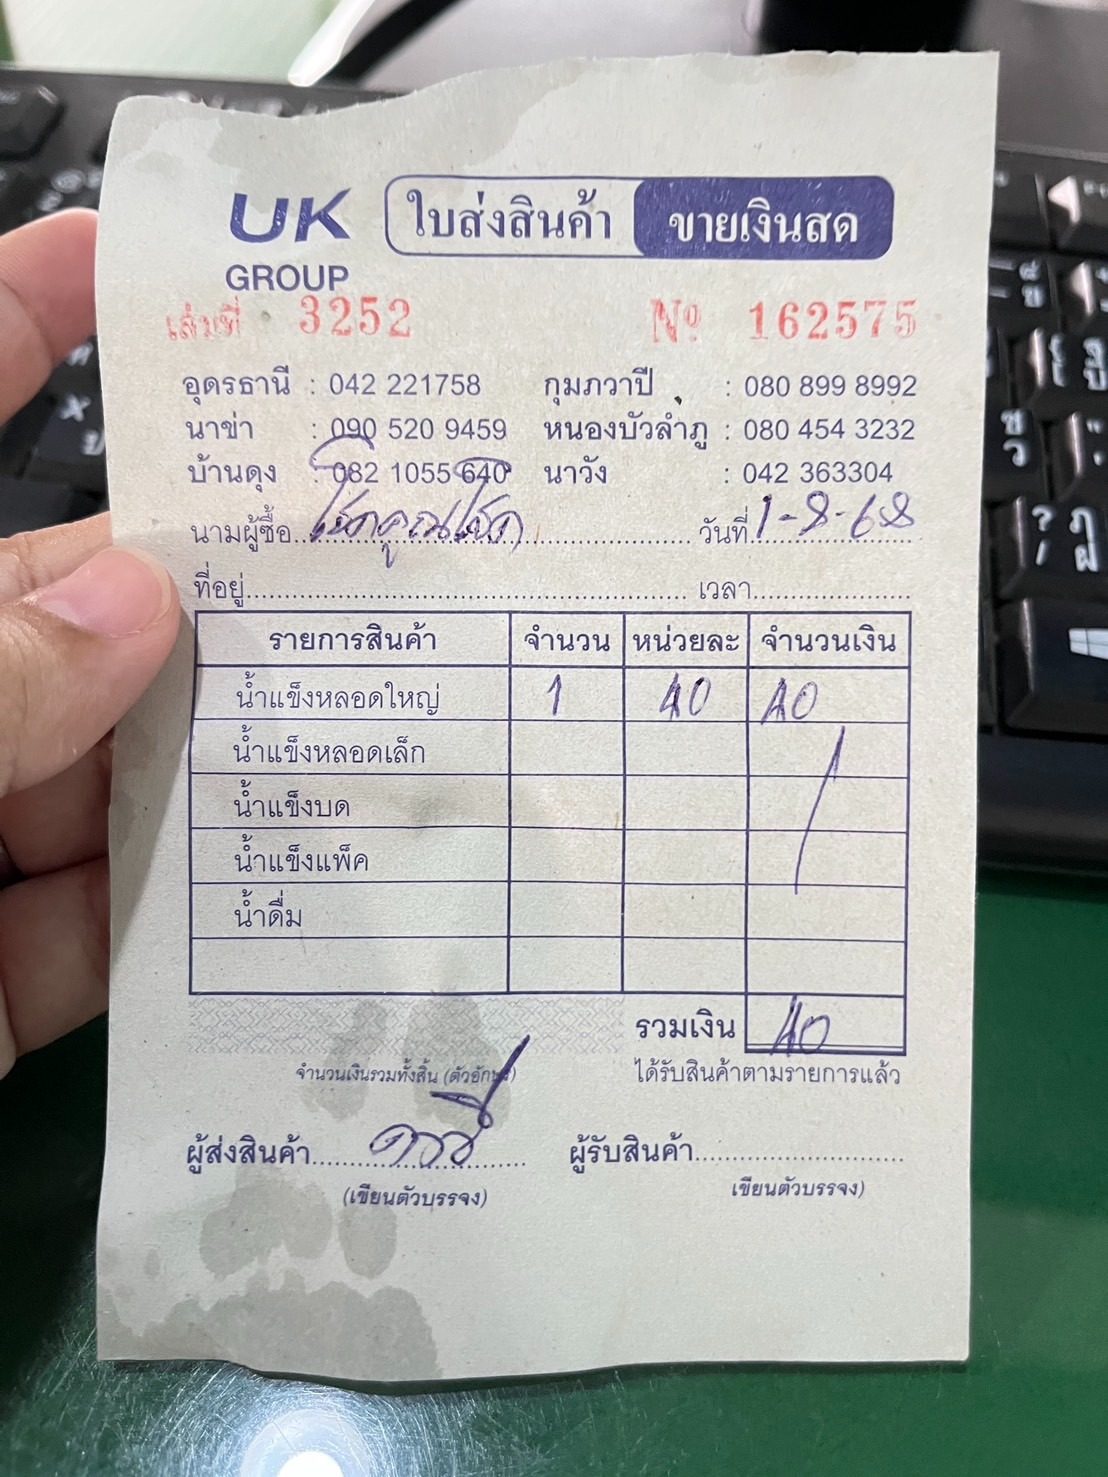 UK GROUP ใบส่งสินค้า ขายเงินสด
เล่มที่ 3252 Nº 162575
อุดรธานี : 042 221758 กุมภวาปี : 080 899 8992
นาข่า : 090 520 9459 หนองบัวลำภู : 080 454 3232
บ้านดุง : 082 1055 640 นาวัง : 042 363304
นามผู้ซื้อ โชคคูณโชค วันที่ 1-8-68
ที่อยู่ เวลา
รายการสินค้า จำนวน หน่วยละ จำนวนเงิน
น้ำแข็งหลอดใหญ่ 1 40 40
น้ำแข็งหลอดเล็ก
น้ำแข็งบด
น้ำแข็งแพ็ค
น้ำดื่ม
รวมเงิน 40
จำนวนเงินรวมทั้งสิ้น (ตัวอักษร) ได้รับสินค้าตามรายการแล้ว
ผู้ส่งสินค้า ผู้รับสินค้า
(เขียนตัวบรรจง) เขียนตัวบรรจง)